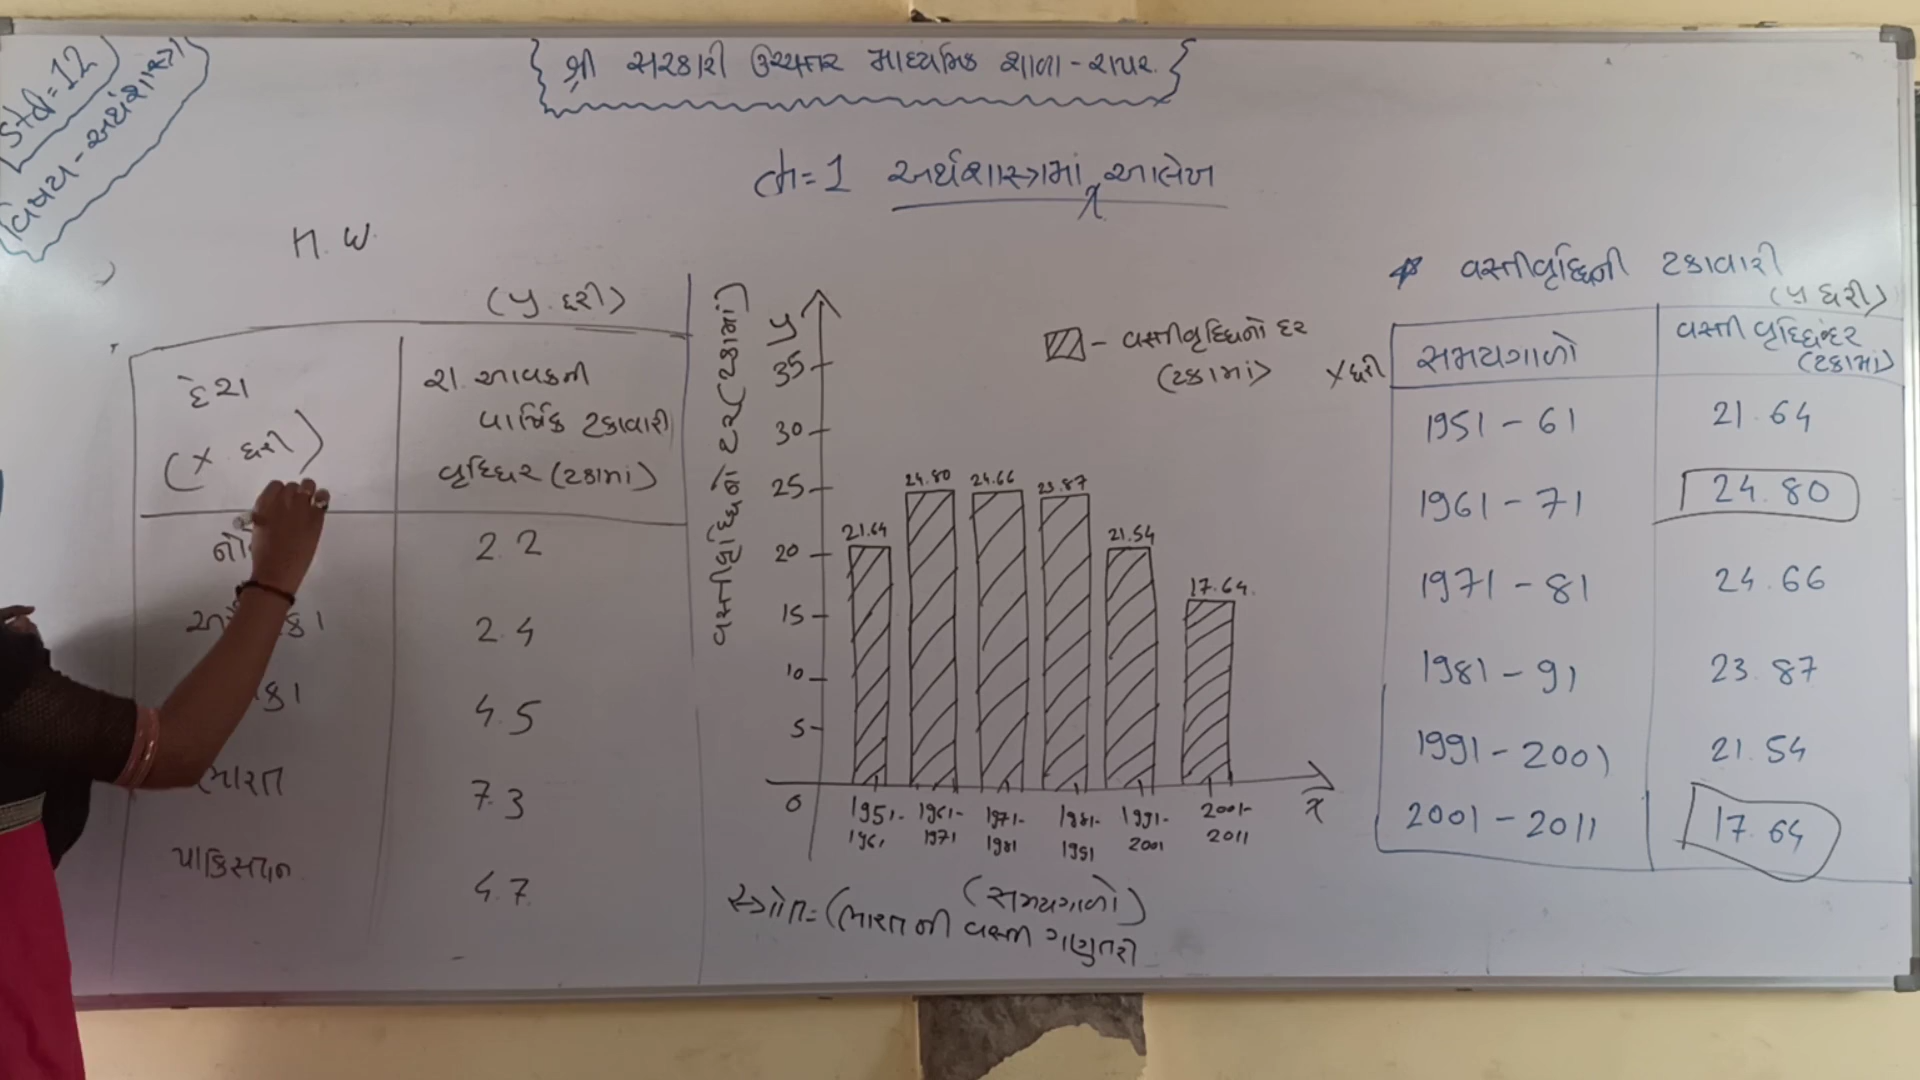 Std=12
વિષય - અર્થશાસ્ત્ર
શ્રી સરકારી ઉચ્ચતર માધ્યમિક શાળા - રાપર
ch=1 અર્થશાસ્ત્રમાં આલેખ
H.W.
(y ધરી)
દેશ
(x ધરી)
રા. આવકની
વાર્ષિક ટકાવારી
વૃદ્ધિદર (ટકામાં)
2.2
2.4
4.5
ભારત 7.3
પાકિસ્તાન 4.7
વસ્તીવૃદ્ધિનો દર (ટકામાં)
y
35
30
25
20
15
10
5
0
- વસ્તીવૃદ્ધિનો દર
(ટકામાં)
21.64
24.80
24.66
23.87
21.54
17.64
1951-
1961
1961-
1971
1971-
1981
1981-
1991
1991-
2001
2001-
2011
x
(સમયગાળો)
સ્ત્રોત = (ભારતની વસ્તી ગણતરી
* વસ્તીવૃદ્ધિની ટકાવારી
(y ધરી)
x ધરી
સમયગાળો
વસ્તી વૃદ્ધિદર
(ટકામાં)
1951 - 61 21.64
1961 - 71 24.80
1971 - 81 24.66
1981 - 91 23.87
1991 - 2001 21.54
2001 - 2011 17.64